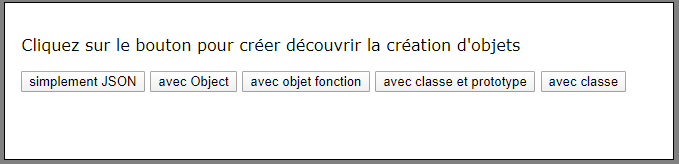 Cliquez sur le bouton pour créer découvrir la création d'objets
simplement JSON avec Object avec objet fonction avec classe et prototype avec classe